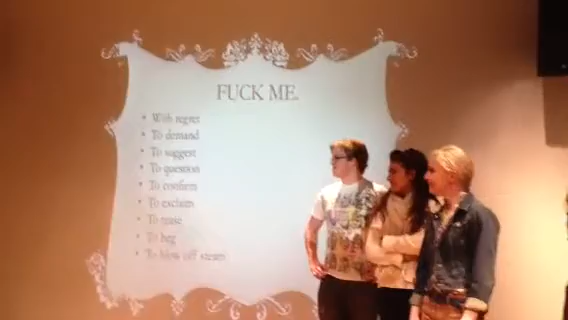 FUCK ME.
• With regret
• To demand
• To suggest
• To question
• To confirm
• To exclaim
• To tease
• To beg
• To blow off steam